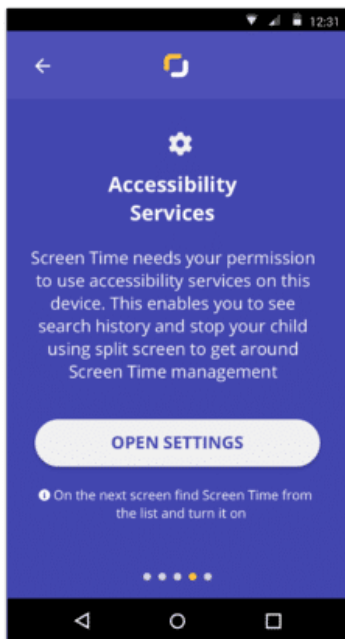 12:31
Accessibility
Services
Screen Time needs your permission
to use accessibility services on this
device. This enables you to see
search history and stop your child
using split screen to get around
Screen Time management
OPEN SETTINGS
On the next screen find Screen Time from
the list and turn it on